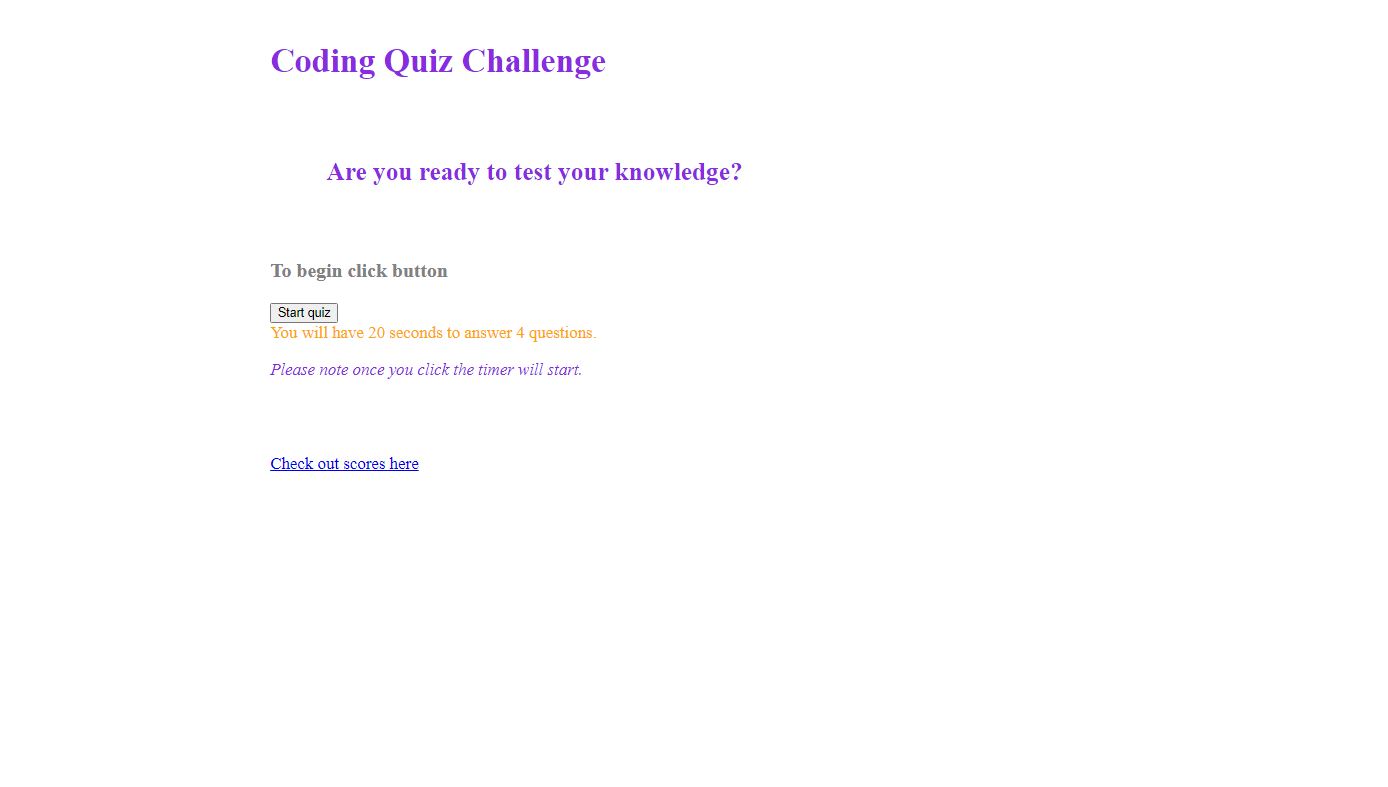 Coding Quiz Challenge
Are you ready to test your knowledge?
To begin click button
Start quiz
You will have 20 seconds to answer 4 questions.
Please note once you click the timer will start.
Check out scores here